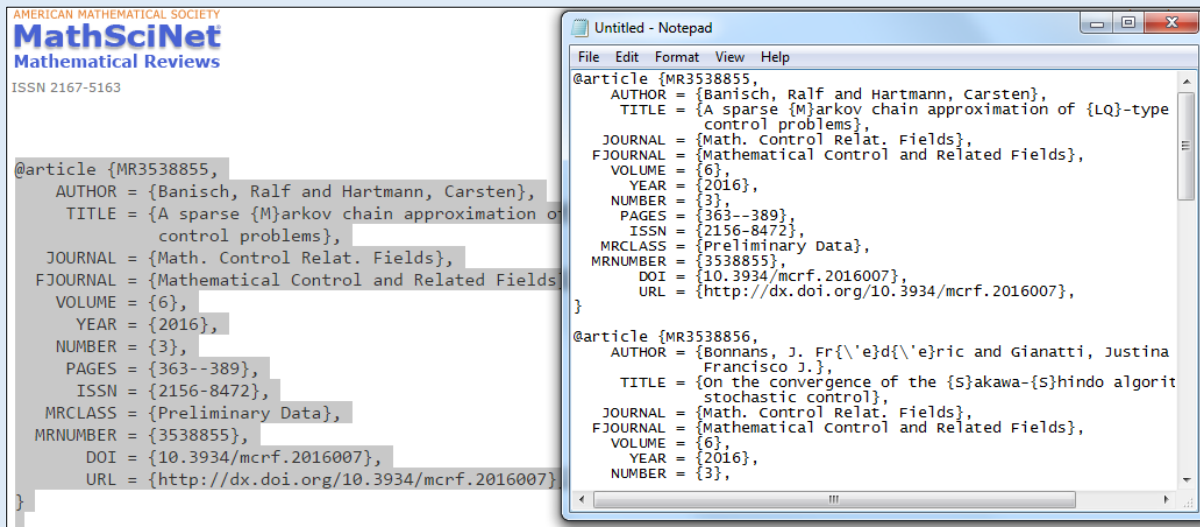 AMERICAN MATHEMATICAL SOCIETY
MathSciNet
Mathematical Reviews
ISSN 2167-5163
@article {MR3538855,
AUTHOR = {Banisch, Ralf and Hartmann, Carsten},
TITLE = {A sparse {M}arkov chain approximation of
control problems},
JOURNAL = {Math. Control Relat. Fields},
FJOURNAL = {Mathematical Control and Related Fields}
VOLUME = {6},
YEAR = {2016},
NUMBER = {3},
PAGES = {363--389},
ISSN = {2156-8472},
MRCLASS = {Preliminary Data},
MRNUMBER = {3538855},
DOI = {10.3934/mcrf.2016007},
URL = {http://dx.doi.org/10.3934/mcrf.2016007}
}
Untitled - Notepad
File Edit Format View Help
@article {MR3538855,
AUTHOR = {Banisch, Ralf and Hartmann, Carsten},
TITLE = {A sparse {M}arkov chain approximation of {LQ}-type
control problems},
JOURNAL = {Math. Control Relat. Fields},
FJOURNAL = {Mathematical Control and Related Fields},
VOLUME = {6},
YEAR = {2016},
NUMBER = {3},
PAGES = {363--389},
ISSN = {2156-8472},
MRCLASS = {Preliminary Data},
MRNUMBER = {3538855},
DOI = {10.3934/mcrf.2016007},
URL = {http://dx.doi.org/10.3934/mcrf.2016007},
}
@article {MR3538856,
AUTHOR = {Bonnans, J. Fr{\'e}d{\'e}ric and Gianatti, Justina
Francisco J.},
TITLE = {On the convergence of the {S}akawa-{S}hindo algorit
stochastic control},
JOURNAL = {Math. Control Relat. Fields},
FJOURNAL = {Mathematical Control and Related Fields},
VOLUME = {6},
YEAR = {2016},
NUMBER = {3},